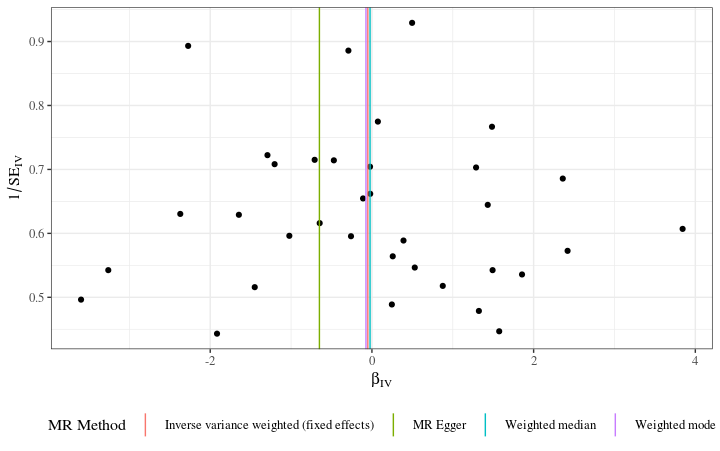 0.9
0.8
0.7
0.6
0.5
1/SE_IV
-2 0 2 4
β_IV
MR Method Inverse variance weighted (fixed effects) MR Egger Weighted median Weighted mode